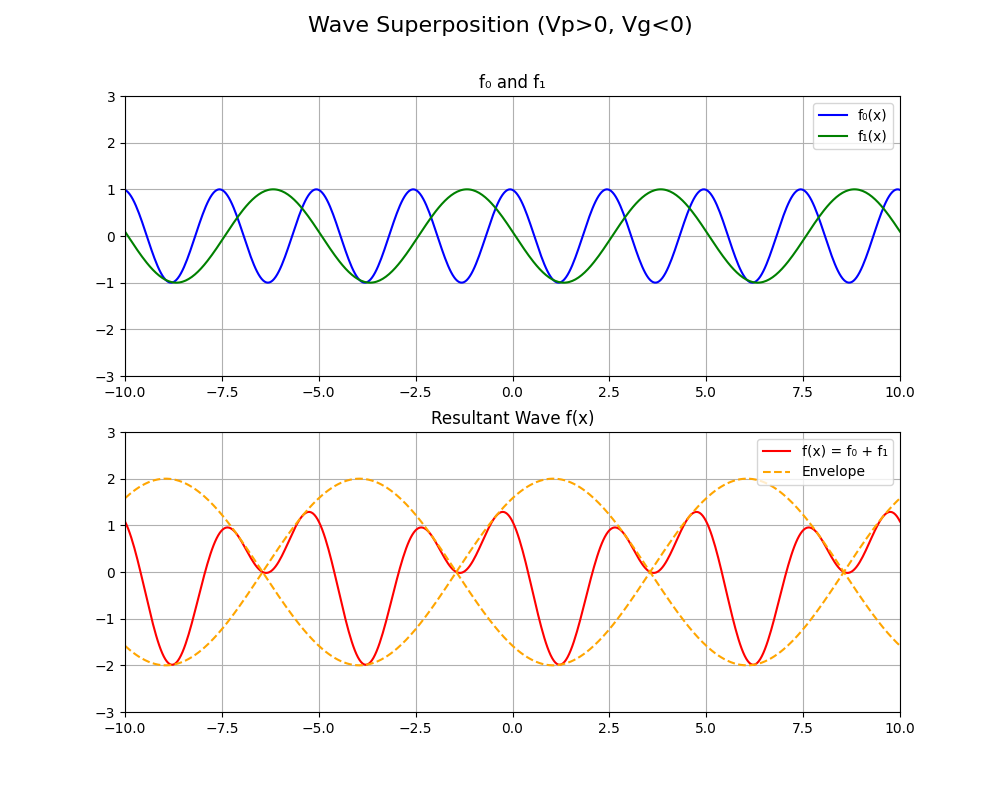 Wave Superposition (Vp>0, Vg<0)
f₀ and f₁
3
2
1
0
−1
−2
−3
f₀(x)
f₁(x)
−10.0 −7.5 −5.0 −2.5 0.0 2.5 5.0 7.5 10.0
Resultant Wave f(x)
3
2
1
0
−1
−2
−3
f(x) = f₀ + f₁
Envelope
−10.0 −7.5 −5.0 −2.5 0.0 2.5 5.0 7.5 10.0